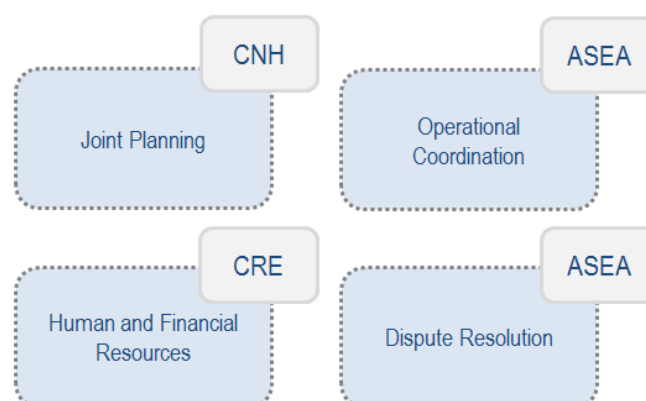 CNH
Joint Planning
ASEA
Operational
Coordination
CRE
Human and Financial
Resources
ASEA
Dispute Resolution